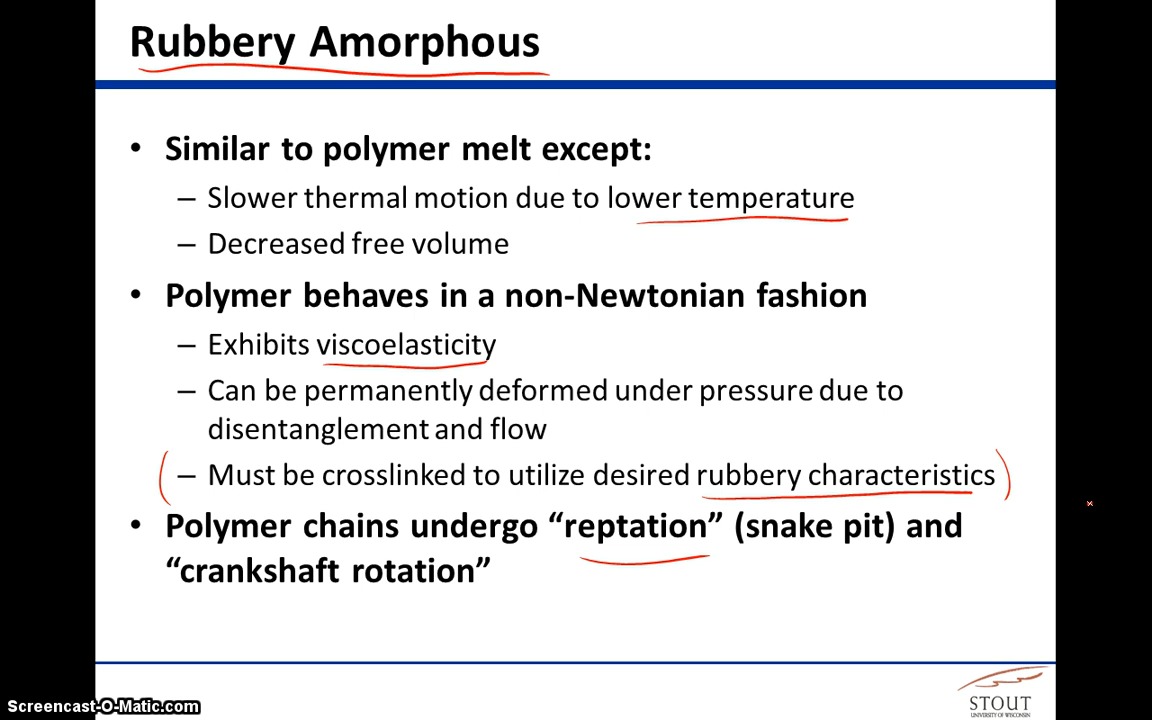 Rubbery Amorphous
• Similar to polymer melt except:
– Slower thermal motion due to lower temperature
– Decreased free volume
• Polymer behaves in a non-Newtonian fashion
– Exhibits viscoelasticity
– Can be permanently deformed under pressure due to
disentanglement and flow
– Must be crosslinked to utilize desired rubbery characteristics
• Polymer chains undergo “reptation” (snake pit) and
“crankshaft rotation”
Screencast-O-Matic.com
STOUT
UNIVERSITY OF WISCONSIN